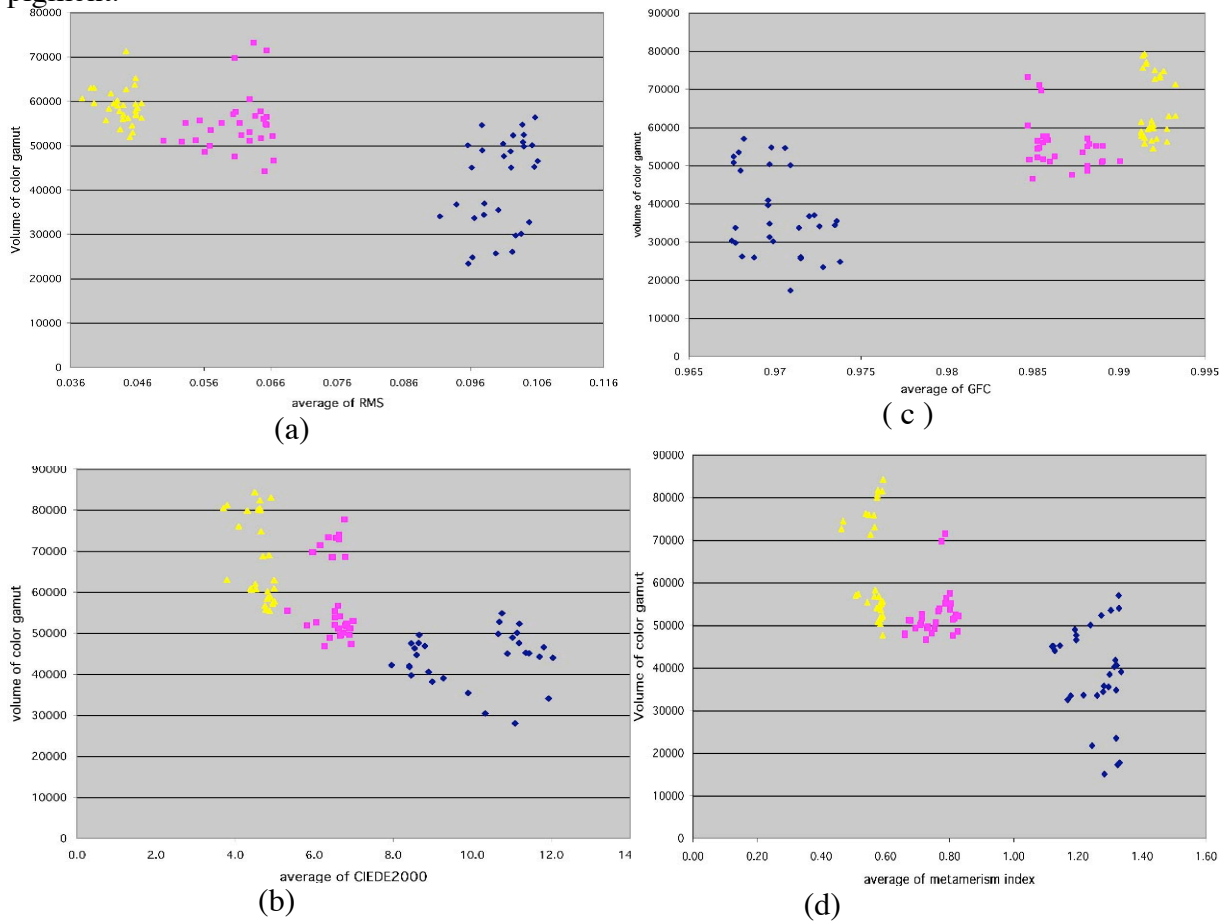 pigment.
80000
70000
60000
50000
40000
30000
20000
10000
0
Volume of color gamut
0.036 0.046 0.056 0.066 0.076 0.086 0.096 0.106 0.116
average of RMS
(a)
90000
80000
70000
60000
50000
40000
30000
20000
10000
0
volume of color gamut
0.965 0.97 0.975 0.98 0.985 0.99 0.995
average of GFC
( c )
90000
80000
70000
60000
50000
40000
30000
20000
10000
0
volume of color gamut
0.0 2.0 4.0 6.0 8.0 10.0 12.0 14
average of CIEDE2000
(b)
90000
80000
70000
60000
50000
40000
30000
20000
10000
0
Volume of color gamut
0.00 0.20 0.40 0.60 0.80 1.00 1.20 1.40 1.60
average of metamerism index
(d)